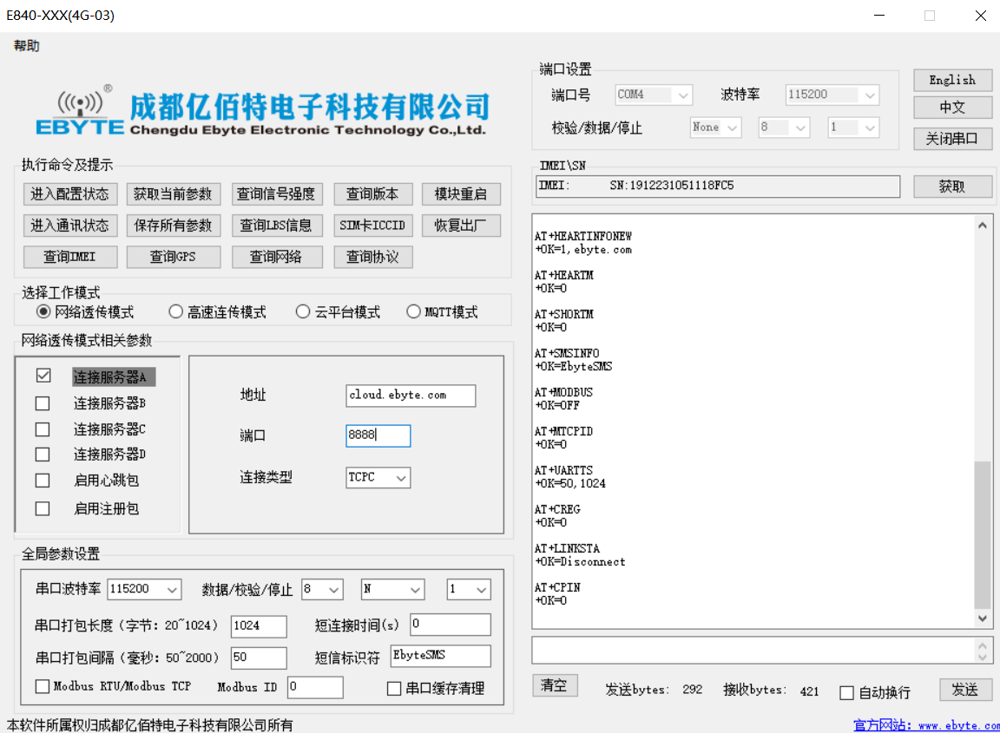 E840-XXX(4G-03)
帮助
EBYTE ® 成都亿佰特电子科技有限公司
Chengdu Ebyte Electronic Technology Co.,Ltd.
执行命令及提示
进入配置状态 获取当前参数 查询信号强度 查询版本 模块重启
进入通讯状态 保存所有参数 查询LBS信息 SIM卡ICCID 恢复出厂
查询IMEI 查询GPS 查询网络 查询协议
选择工作模式
网络透传模式 高速连传模式 云平台模式 MQTT模式
网络透传模式相关参数
连接服务器A
连接服务器B
连接服务器C
连接服务器D
启用心跳包
启用注册包
地址 cloud.ebyte.com
端口 8888
连接类型 TCPC
全局参数设置
串口波特率 115200 数据/校验/停止 8 N 1
串口打包长度（字节：20~1024） 1024 短连接时间(s) 0
串口打包间隔（毫秒：50~2000） 50 短信标识符 EbyteSMS
Modbus RTU/Modbus TCP Modbus ID 0 串口缓存清理
本软件所属权归成都亿佰特电子科技有限公司所有
端口设置
端口号 COM4 波特率 115200
校验/数据/停止 None 8 1
English
中文
关闭串口
IMEI\SN
IMEI: SN:1912231051118FC5 获取
AT+HEARTINFONEW
+OK=1,ebyte.com
AT+HEARTM
+OK=0
AT+SHORTM
+OK=0
AT+SMSINFO
+OK=EbyteSMS
AT+MODBUS
+OK=OFF
AT+MTCPID
+OK=0
AT+UARTTS
+OK=50,1024
AT+CREG
+OK=0
AT+LINKSTA
+OK=Disconnect
AT+CPIN
+OK=0
清空 发送bytes: 292 接收bytes: 421 自动换行 发送
官方网站：www.ebyte.com